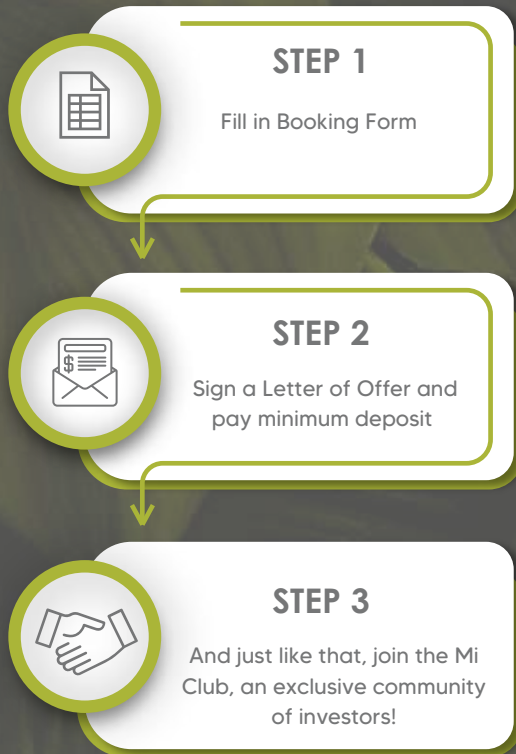 STEP 1
Fill in Booking Form
$
STEP 2
Sign a Letter of Offer and
pay minimum deposit
STEP 3
And just like that, join the Mi
Club, an exclusive community
of investors!